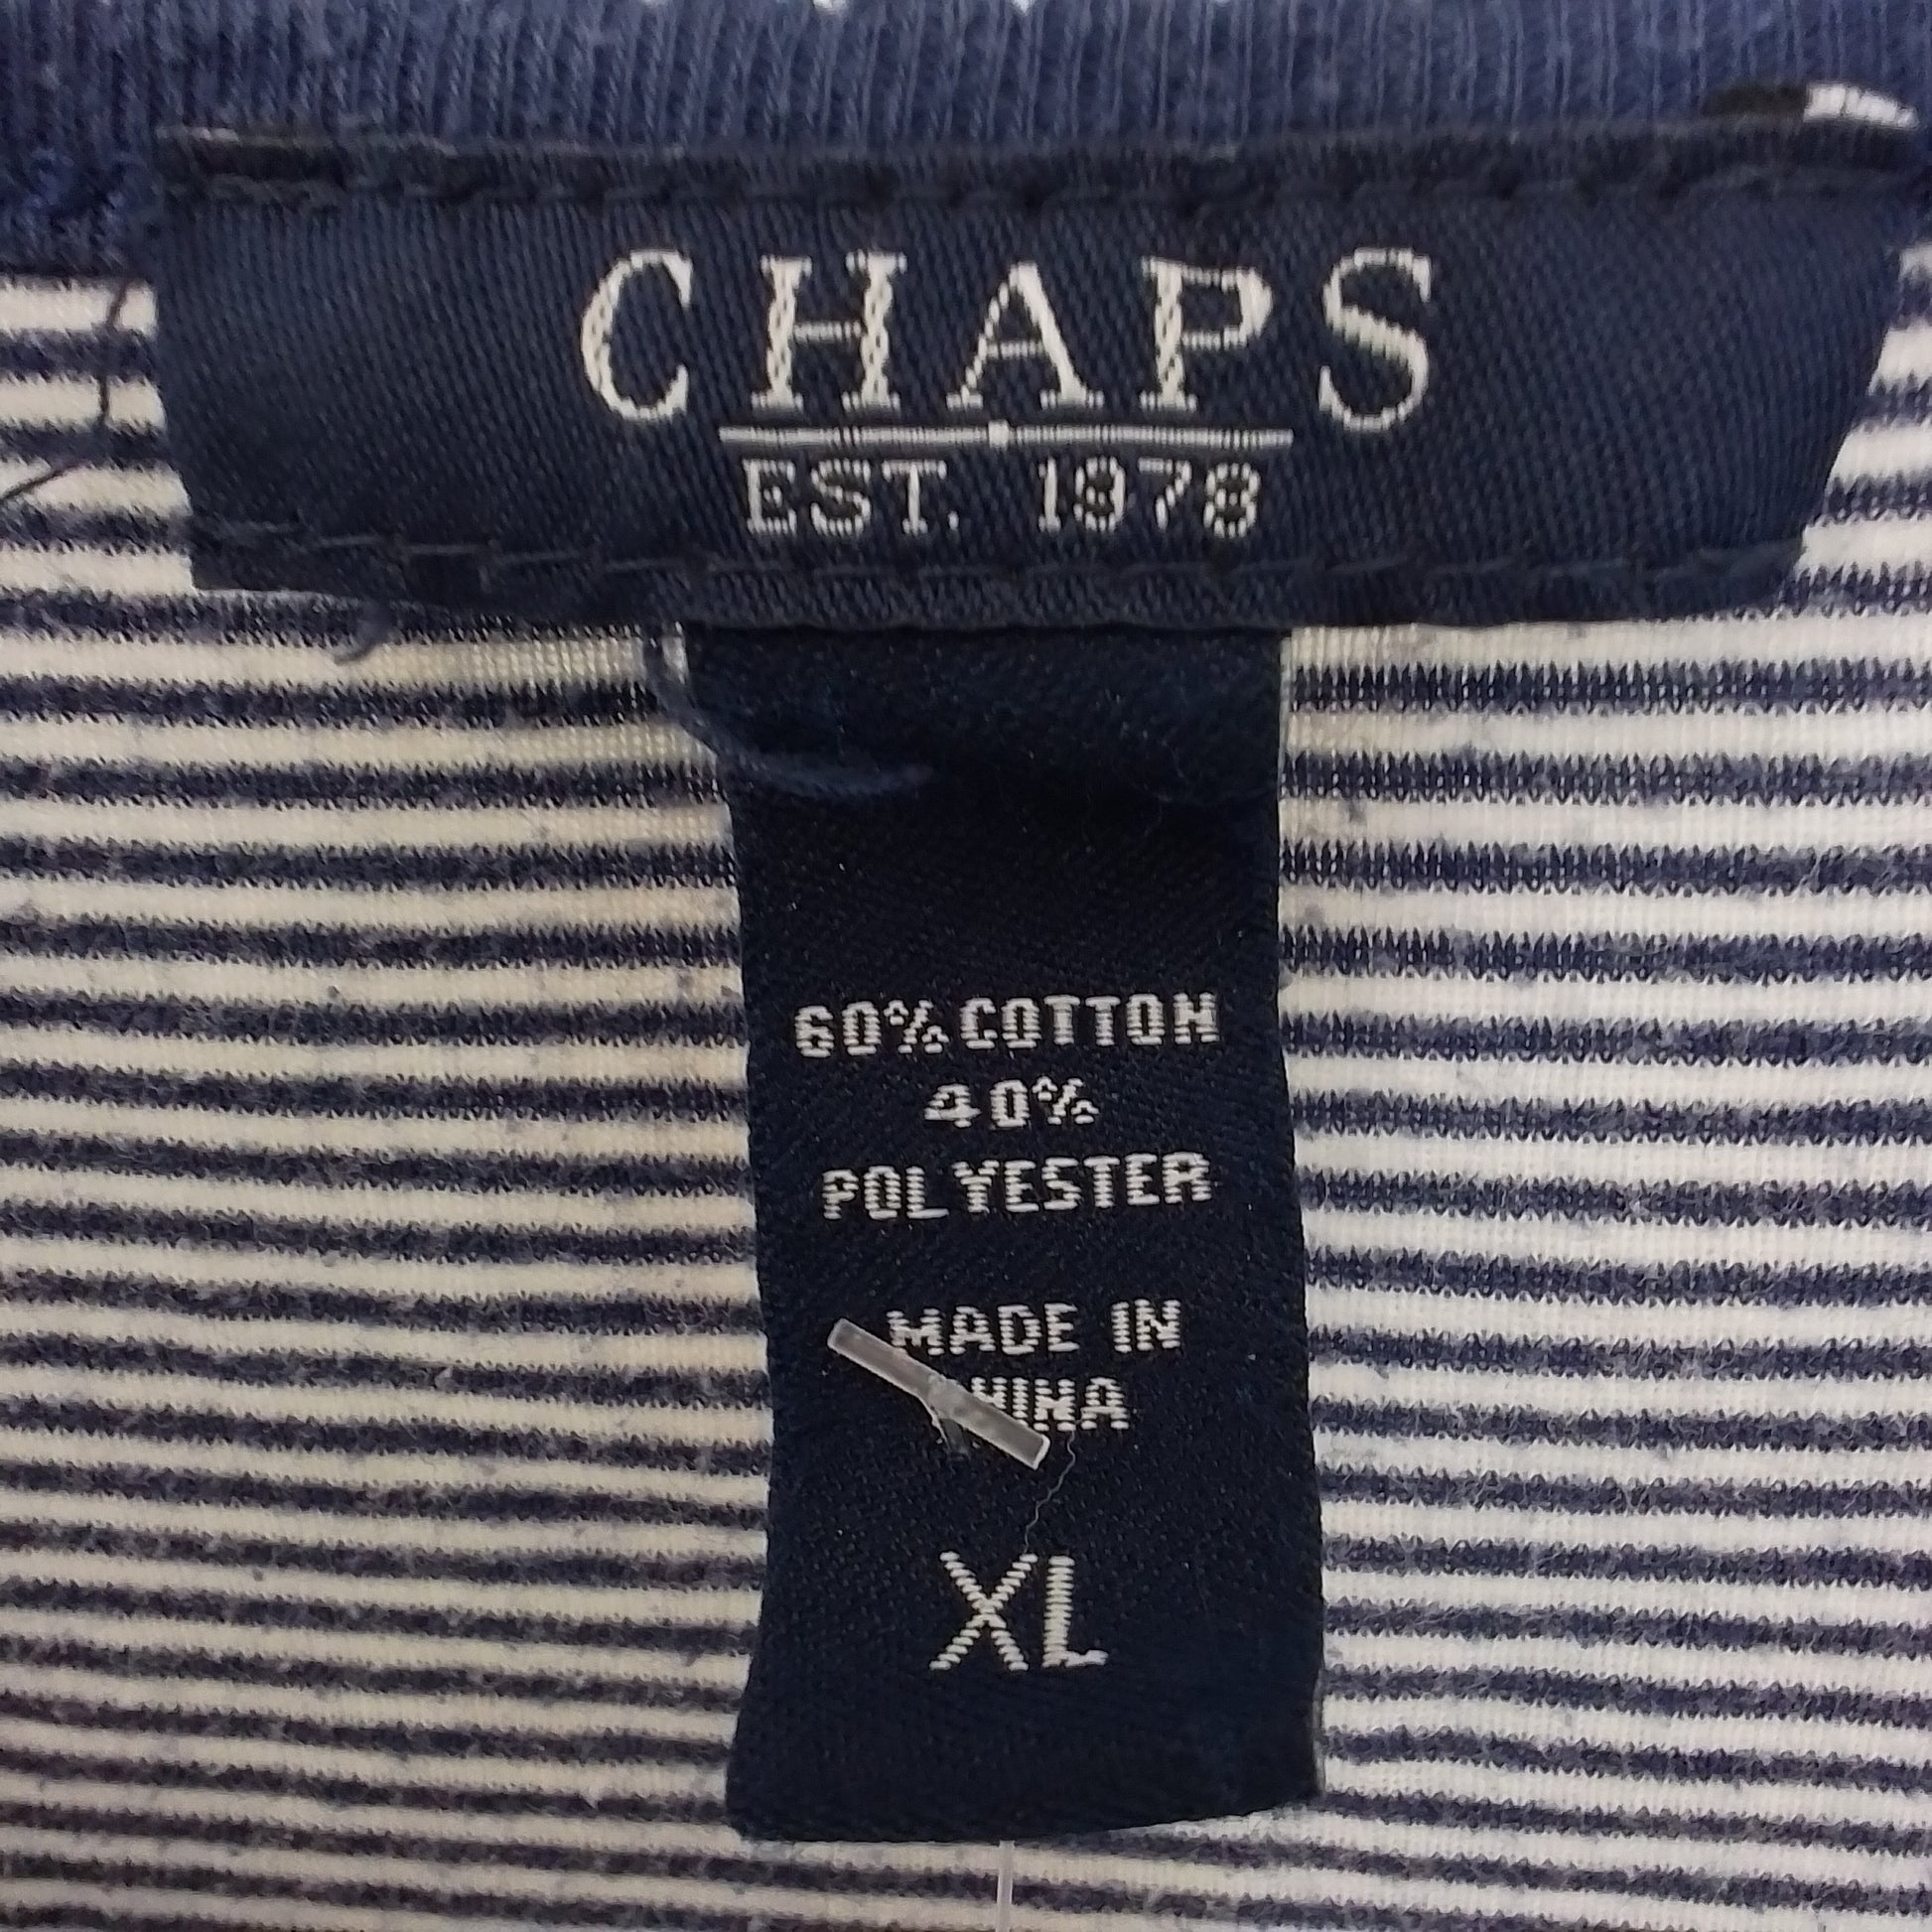 CHAPS
EST. 1978
60% COTTON
40%
POLYESTER
MADE IN
CHINA
XL